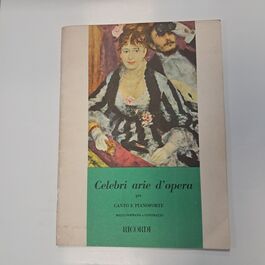 Celebri arie d'opera
per
CANTO E PIANOFORTE
MEZZOSOPRANO o CONTRALTO
RICORDI